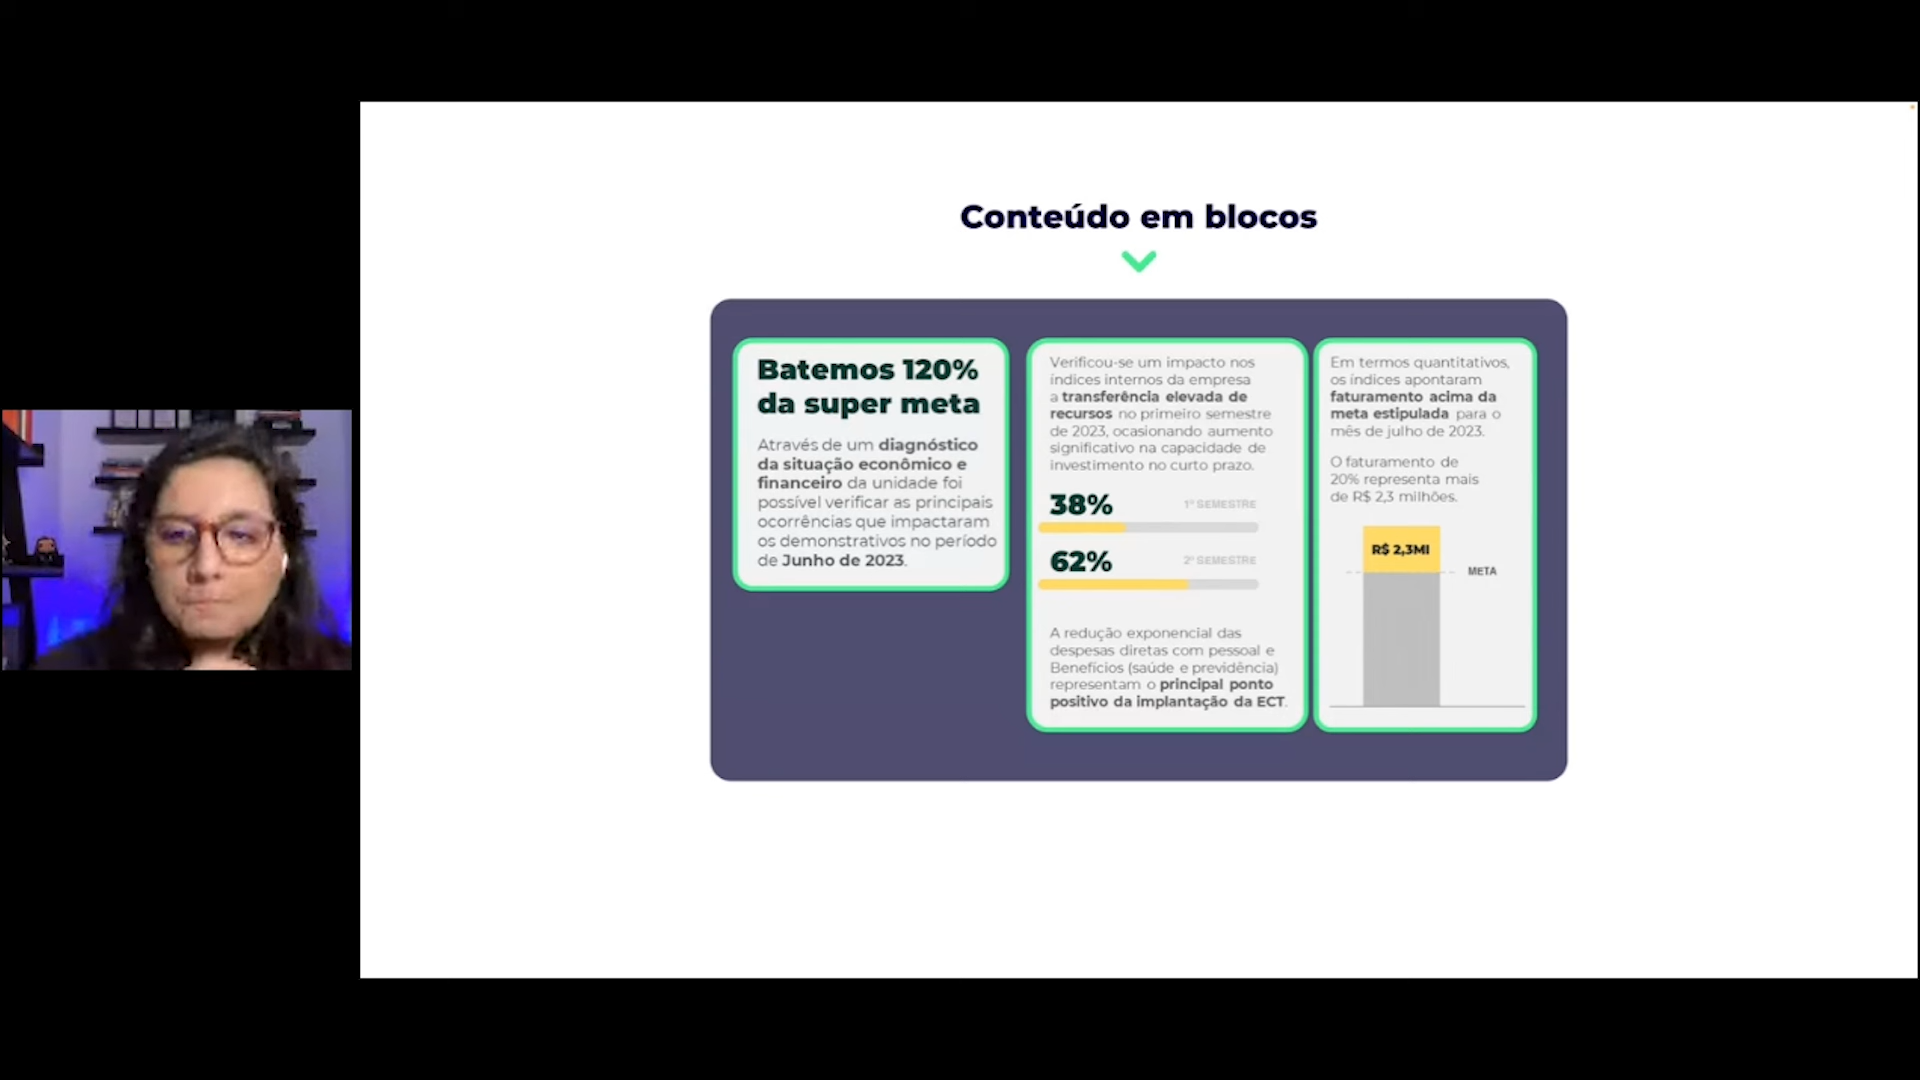 Conteúdo em blocos
Batemos 120%
da super meta
Através de um diagnóstico
da situação econômico e
financeiro da unidade foi
possível verificar as principais
ocorrências que impactaram
os demonstrativos no período
de Junho de 2023.
Verificou-se um impacto nos
índices internos da empresa
a transferência elevada de
recursos no primeiro semestre
de 2023, ocasionando aumento
significativo na capacidade de
investimento no curto prazo.
38%
1º SEMESTRE
62%
2º SEMESTRE
A redução exponencial das
despesas diretas com pessoal e
Benefícios (saúde e previdência)
representam o principal ponto
positivo da implantação da ECT.
Em termos quantitativos,
os índices apontaram
faturamento acima da
meta estipulada para o
mês de julho de 2023.
O faturamento de
20% representa mais
de R$ 2,3 milhões.
R$ 2,3MI
META